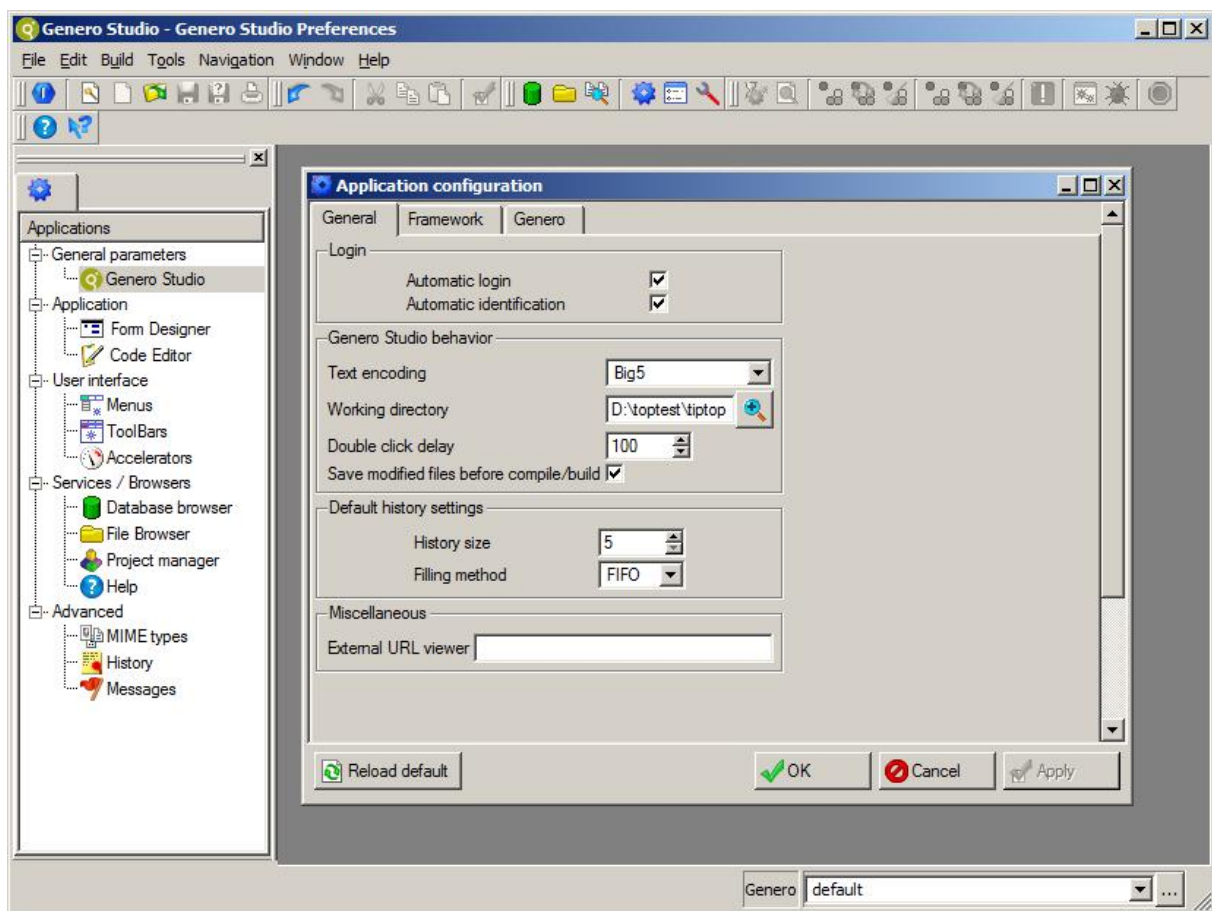 Genero Studio - Genero Studio Preferences
File Edit Build Tools Navigation Window Help
Applications
General parameters
Genero Studio
Application
Form Designer
Code Editor
User interface
Menus
ToolBars
Accelerators
Services / Browsers
Database browser
File Browser
Project manager
Help
Advanced
MIME types
History
Messages
Application configuration
General Framework Genero
Login
Automatic login
Automatic identification
Genero Studio behavior
Text encoding Big5
Working directory D:\toptest\tiptop
Double click delay 100
Save modified files before compile/build
Default history settings
History size 5
Filling method FIFO
Miscellaneous
External URL viewer
Reload default OK Cancel Apply
Genero default ...